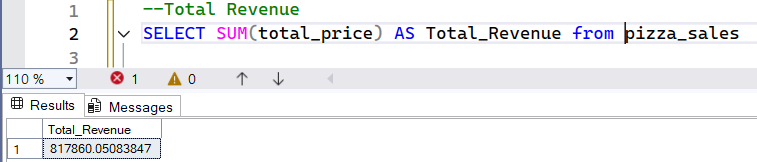 1 --Total Revenue
2 SELECT SUM(total_price) AS Total_Revenue from pizza_sales
3
110 % 1 0
Results Messages
Total_Revenue
1 817860.05083847